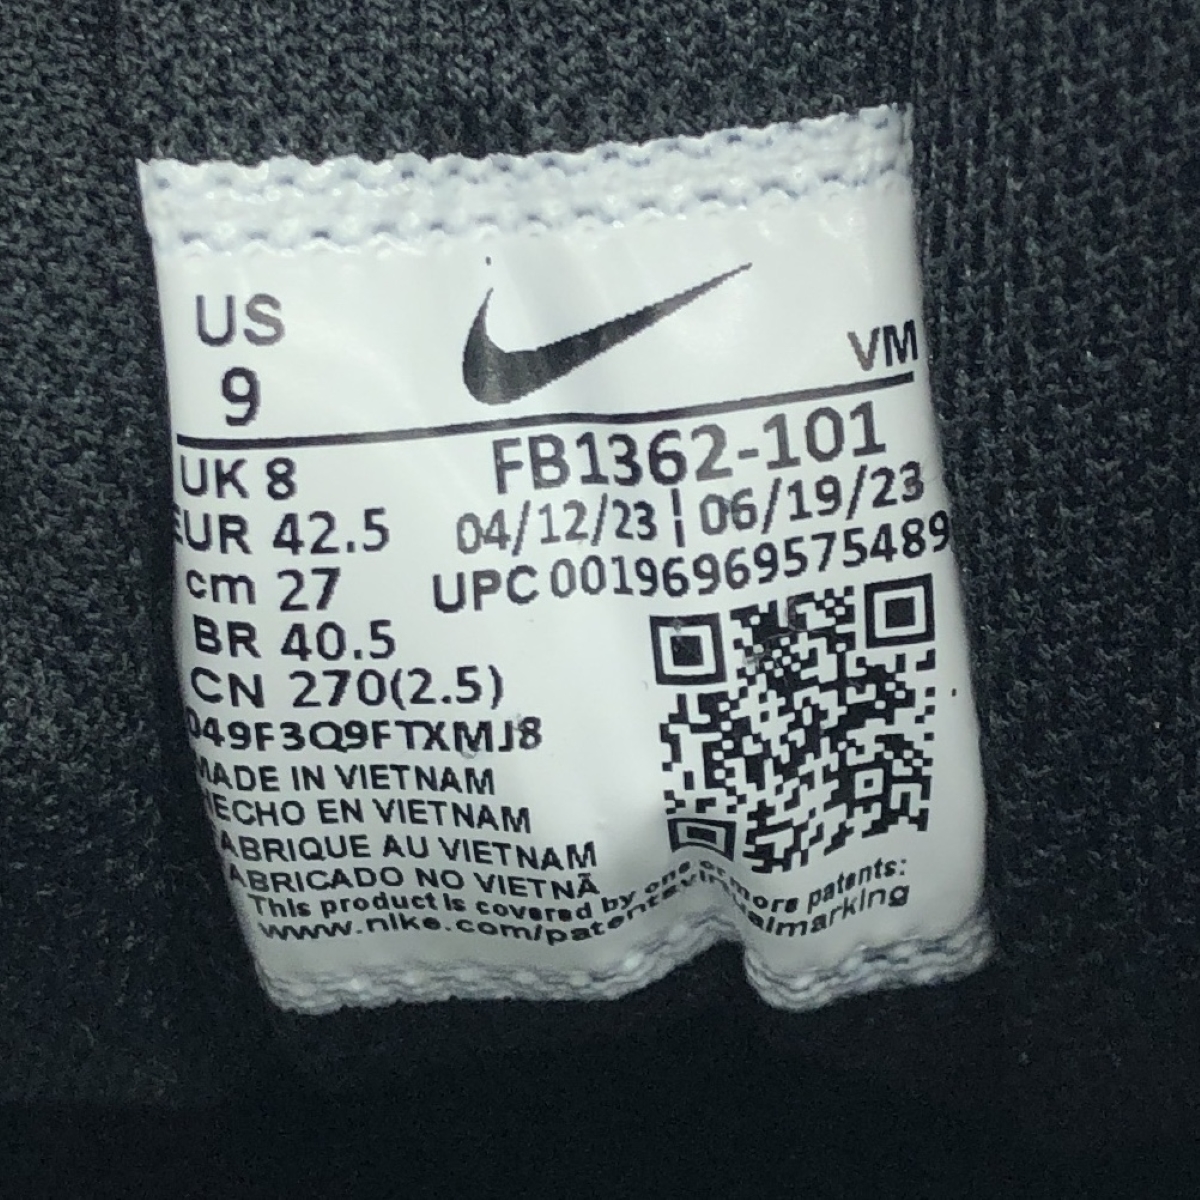 US
9
VM
UK 8
EUR 42.5
cm 27
BR 40.5
CN 270(2.5)
FB1362-101
04/12/23 | 06/19/23
UPC 00196969575489
049F3Q9FTXMJ8
MADE IN VIETNAM
HECHO EN VIETNAM
FABRIQUE AU VIETNAM
FABRICADO NO VIETNÃ
This product is covered by one or more patents:
www.nike.com/patentsvirtualmarking